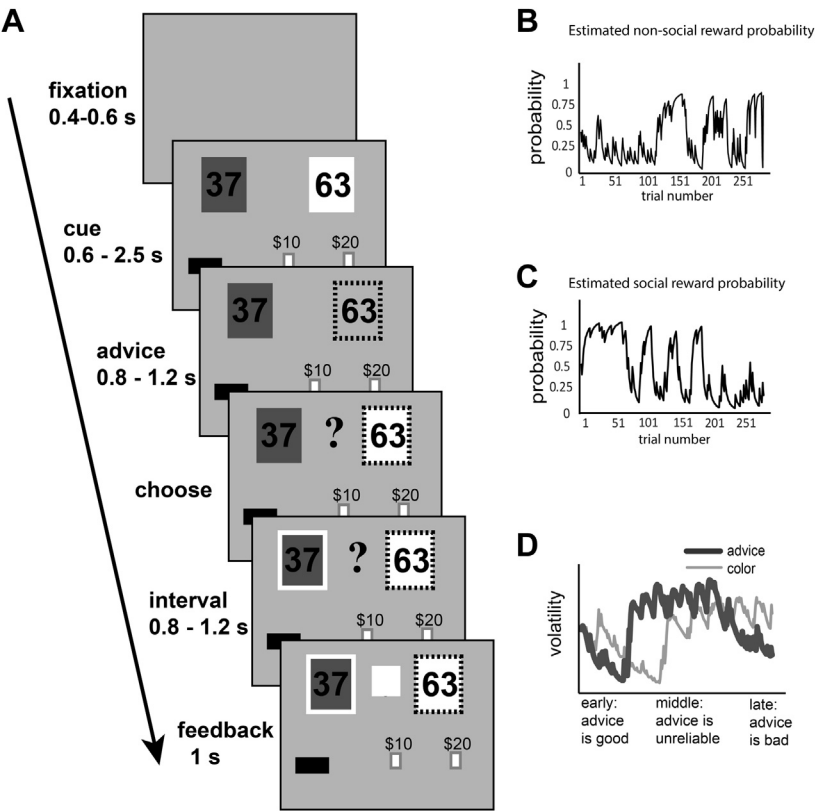 A
fixation
0.4-0.6 s
37 63
cue
0.6 - 2.5 s
$10 $20
37 63
advice
0.8 - 1.2 s
$10 $20
37 ? 63
choose
$10 $20
37 ? 63
interval
0.8 - 1.2 s
$10 $20
37 63
feedback
1 s
$10 $20
B
Estimated non-social reward probability
probability
1
0.75
0.5
0.25
0
1 51 101 151 201 251
trial number
C
Estimated social reward probability
probability
1
0.75
0.5
0.25
0
1 51 101 151 201 251
trial number
D
advice
color
volatility
early:
advice
is good
middle:
advice is
unreliable
late:
advice
is bad